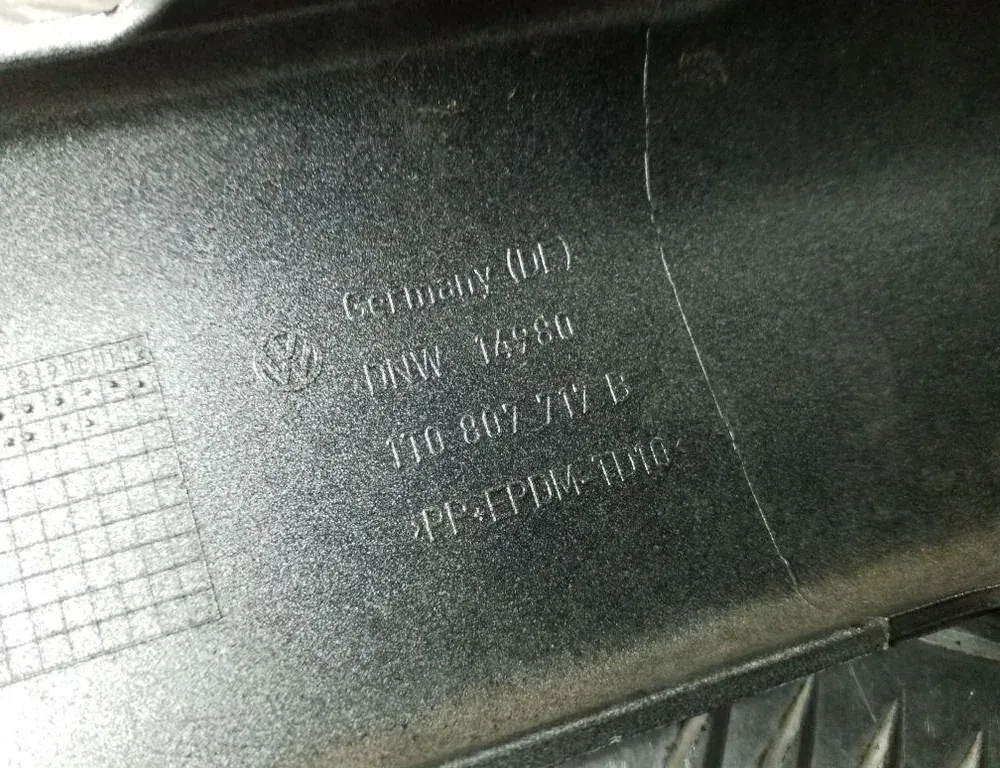 Germany (DE)
DNW 14980
1T0 807 717 B
>PP+EPDM-TD10<